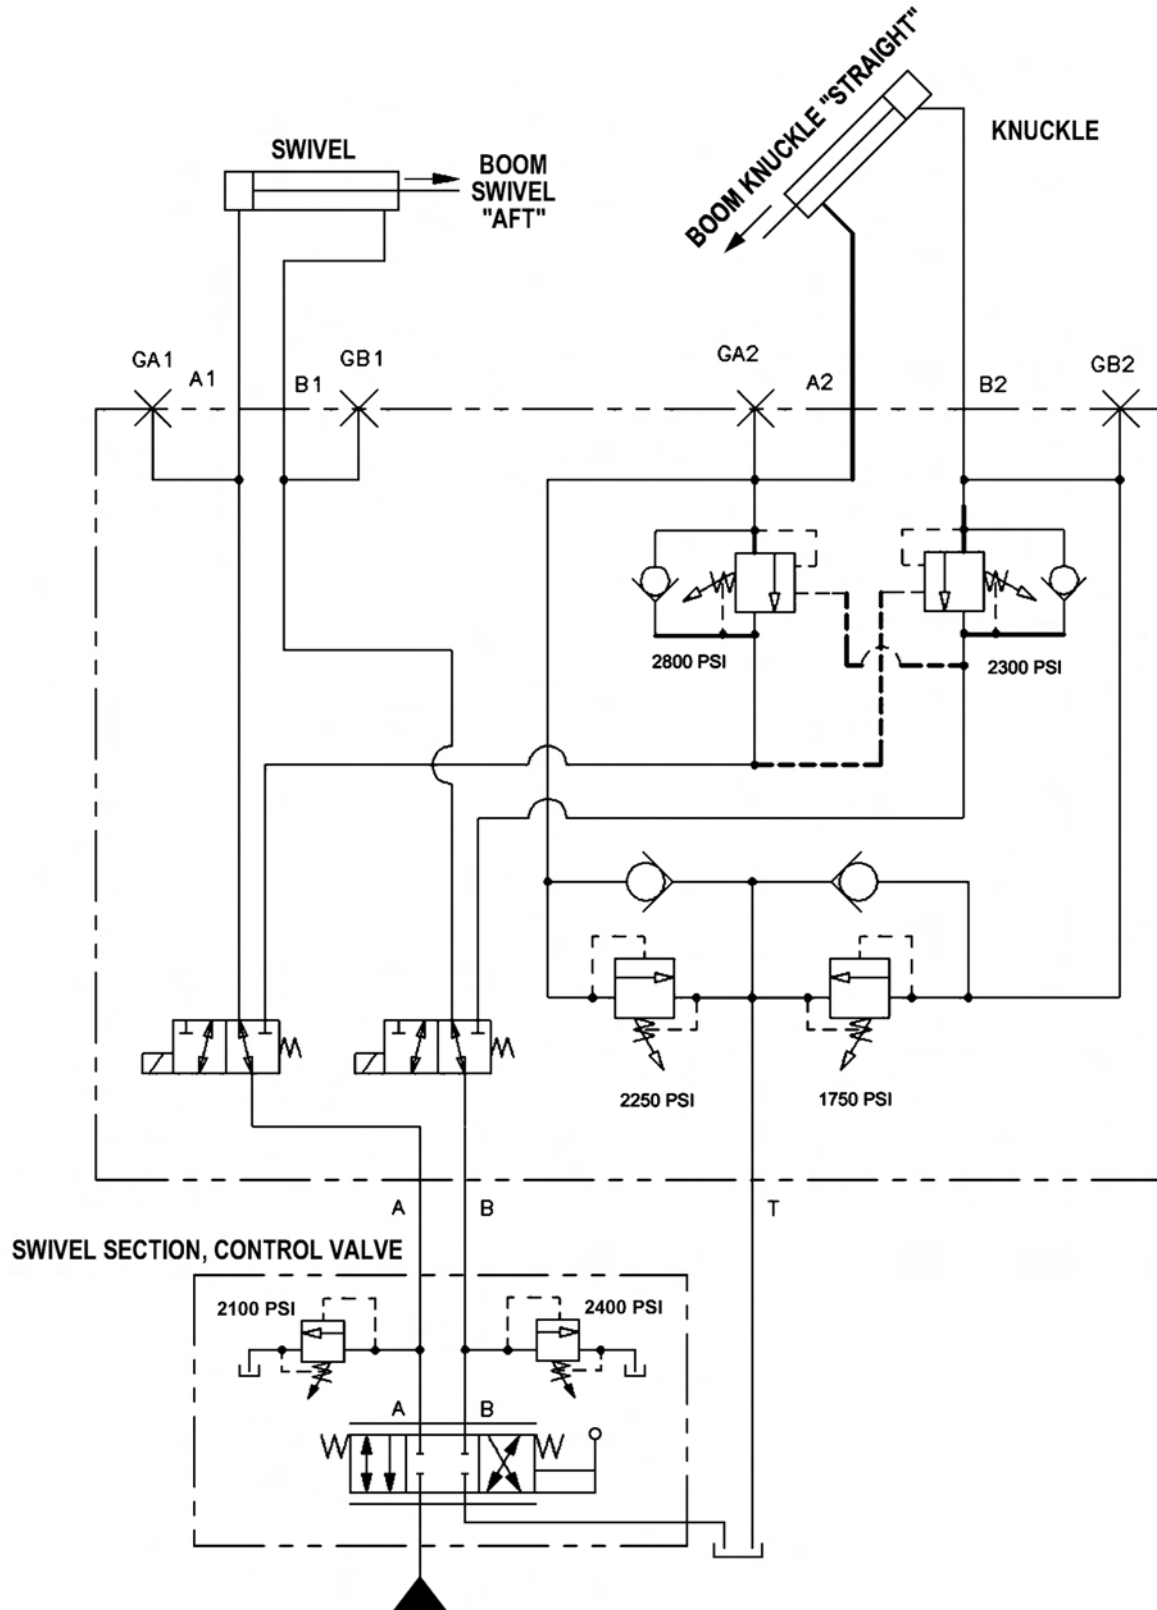 BOOM KNUCKLE "STRAIGHT"
KNUCKLE
SWIVEL
BOOM
SWIVEL
"AFT"
GA1
A1
B1
GB1
GA2
A2
B2
GB2
2800 PSI
2300 PSI
2250 PSI
1750 PSI
A
B
T
SWIVEL SECTION, CONTROL VALVE
2100 PSI
2400 PSI
A
B